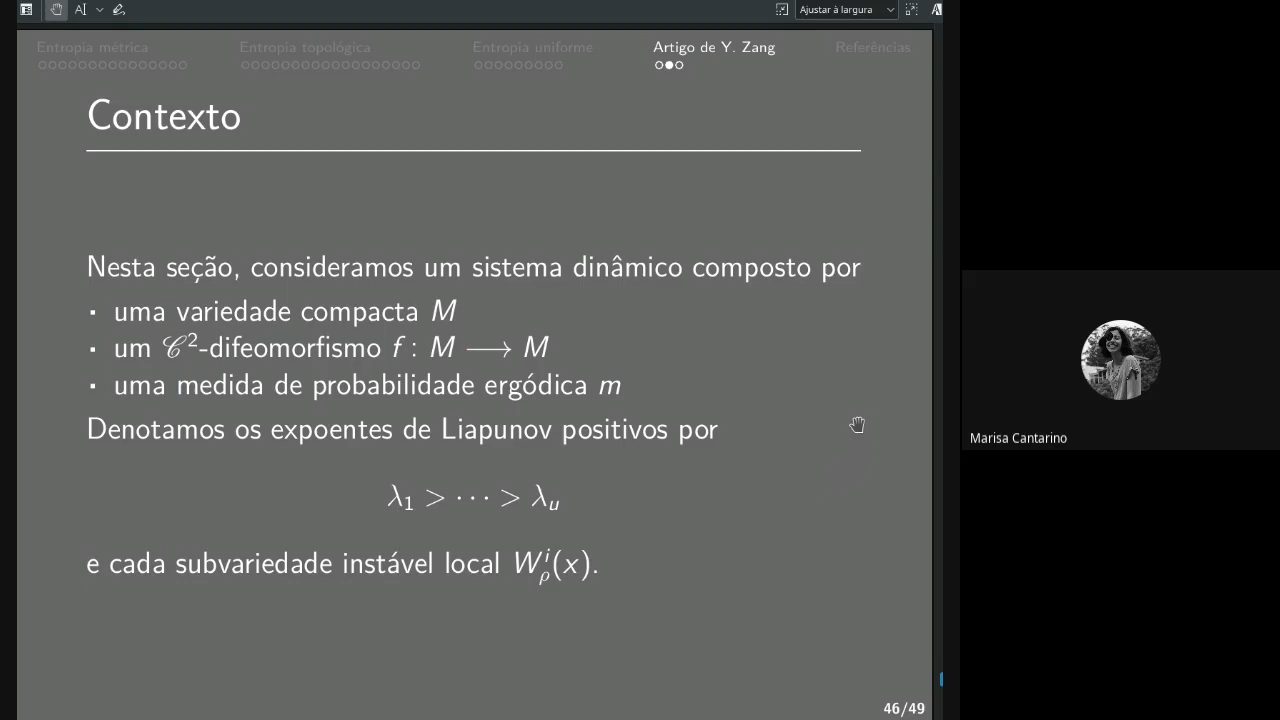 Ajustar à largura
Entropia métrica Entropia topológica Entropia uniforme Artigo de Y. Zang Referências
Contexto
Nesta seção, consideramos um sistema dinâmico composto por
· uma variedade compacta M
· um 𝒞²-difeomorfismo f : M ⟶ M
· uma medida de probabilidade ergódica m
Denotamos os expoentes de Liapunov positivos por
λ₁ > ··· > λᵤ
e cada subvariedade instável local Wⁱᵨ(x).
46/49
Marisa Cantarino